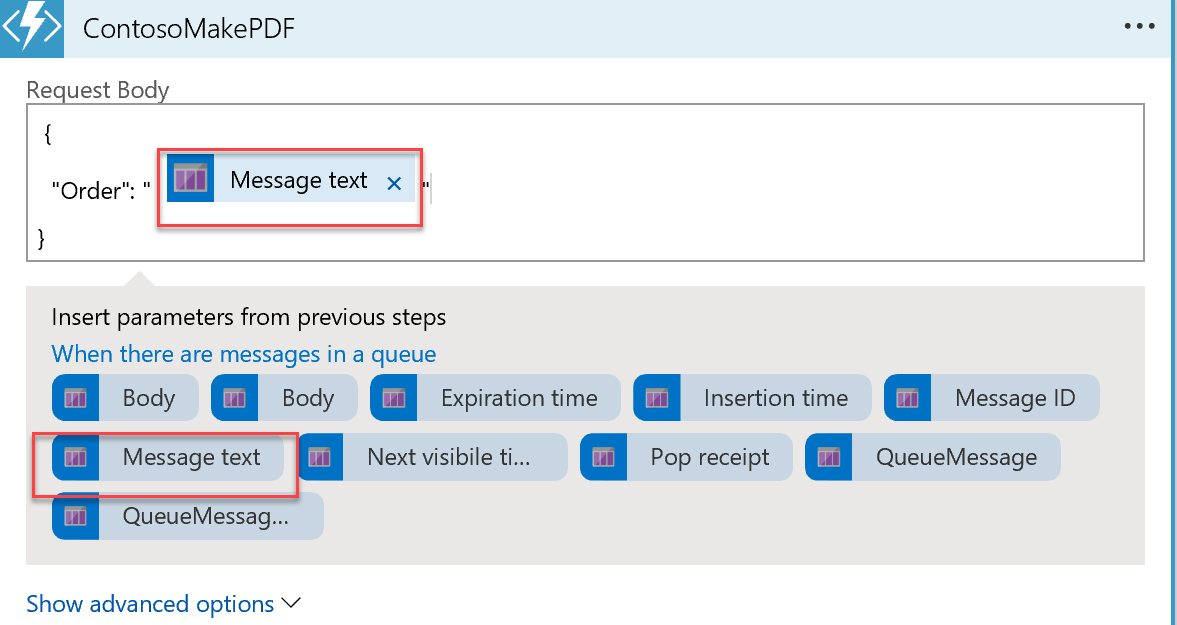 ContosoMakePDF
Request Body
{
"Order": " Message text × "
}
Insert parameters from previous steps
When there are messages in a queue
Body Body Expiration time Insertion time Message ID
Message text Next visibile ti... Pop receipt QueueMessage
QueueMessag...
Show advanced options